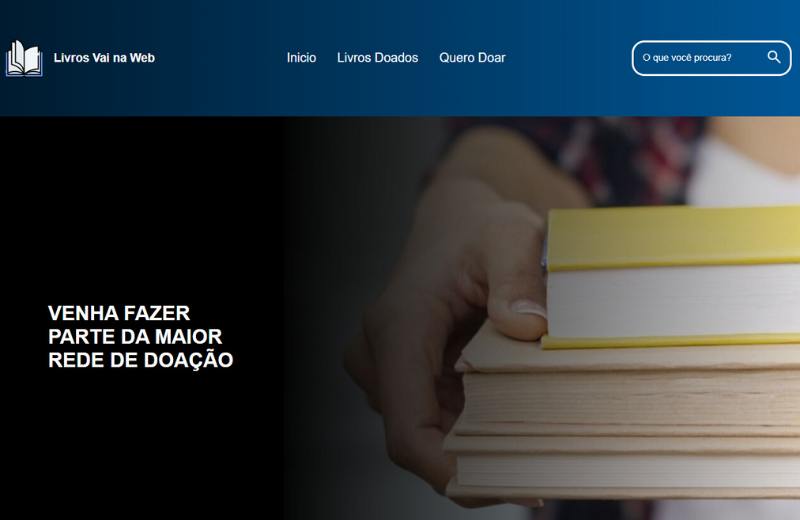 Livros Vai na Web
Inicio
Livros Doados
Quero Doar
O que você procura?
VENHA FAZER
PARTE DA MAIOR
REDE DE DOAÇÃO